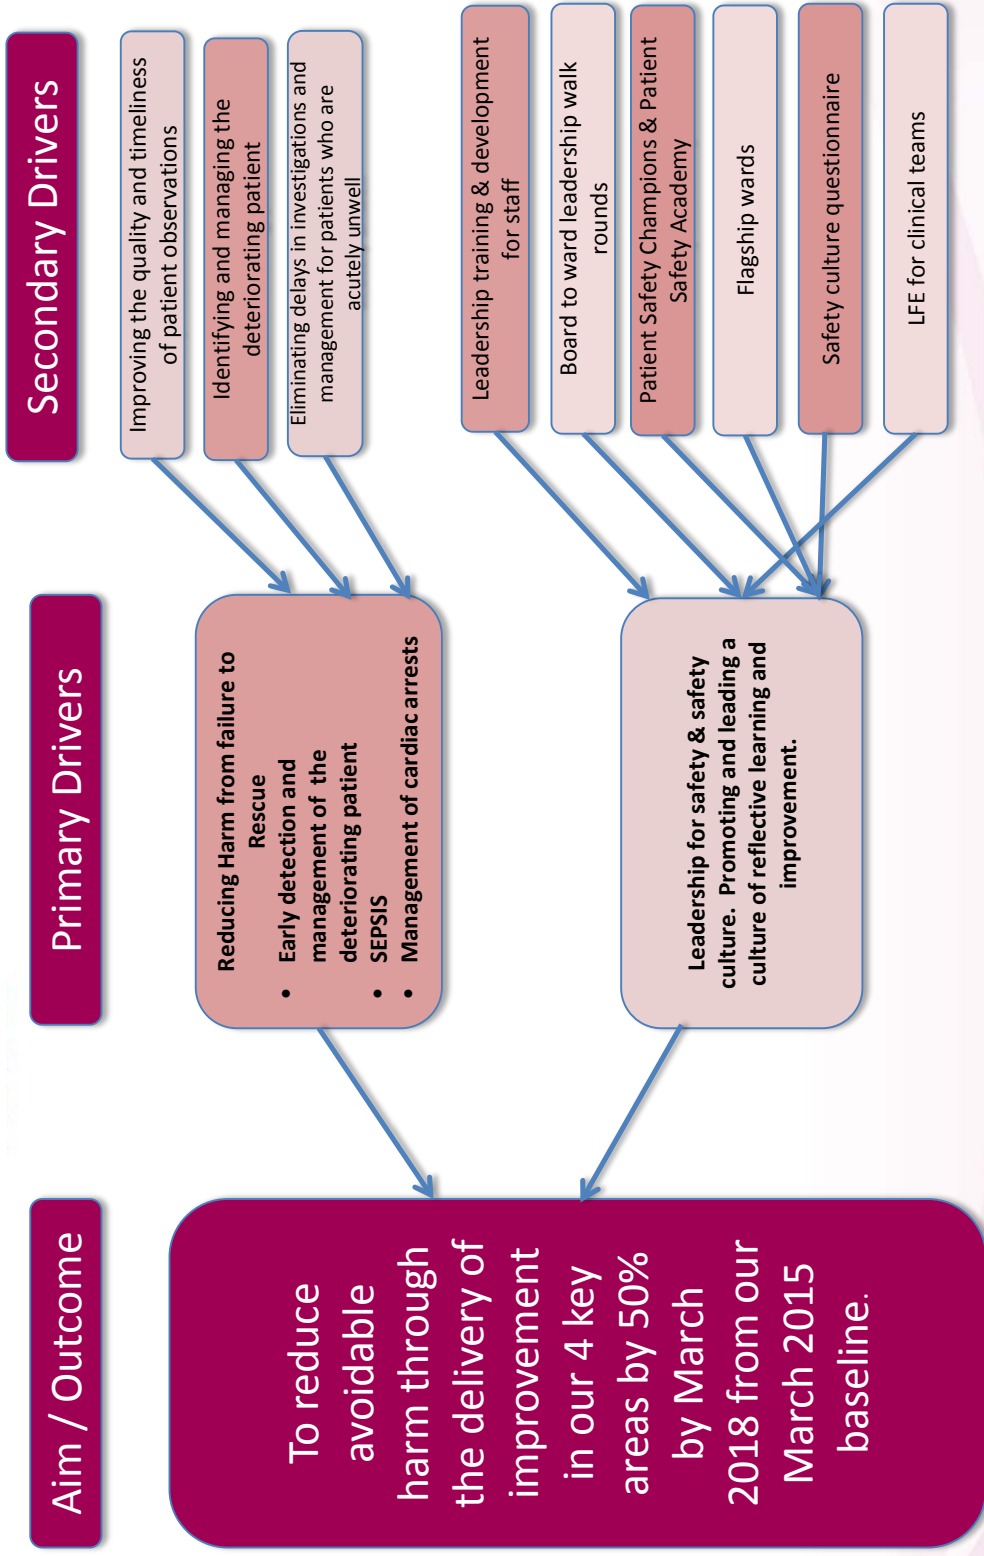 Aim / Outcome
To reduce
avoidable
harm through
the delivery of
improvement
in our 4 key
areas by 50%
by March
2018 from our
March 2015
baseline.
Primary Drivers
Reducing Harm from failure to
Rescue
• Early detection and
management of the
deteriorating patient
• SEPSIS
• Management of cardiac arrests
Leadership for safety & safety
culture. Promoting and leading a
culture of reflective learning and
improvement.
Secondary Drivers
Improving the quality and timeliness
of patient observations
Identifying and managing the
deteriorating patient
Eliminating delays in investigations and
management for patients who are
acutely unwell
Leadership training & development
for staff
Board to ward leadership walk
rounds
Patient Safety Champions & Patient
Safety Academy
Flagship wards
Safety culture questionnaire
LFE for clinical teams